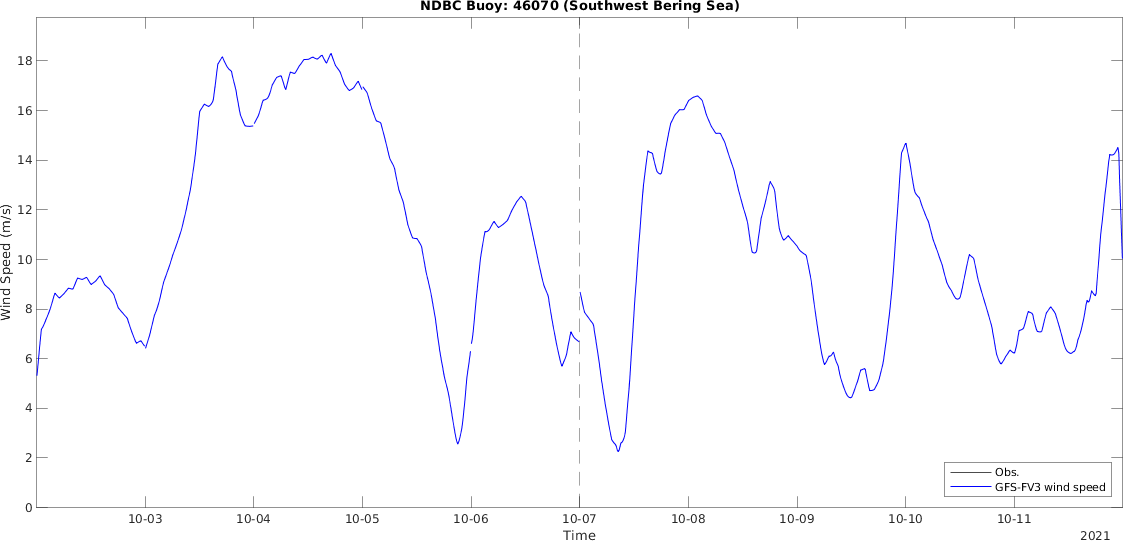 NDBC Buoy: 46070 (Southwest Bering Sea)
Wind Speed (m/s)
18
16
14
12
10
8
6
4
2
0
Obs.
GFS-FV3 wind speed
10-03 10-04 10-05 10-06 10-07 10-08 10-09 10-10 10-11
Time
2021